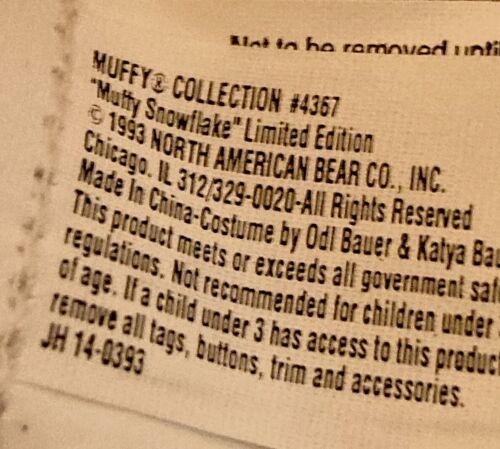 Not to be removed until
MUFFY® COLLECTION #4367
"Muffy Snowflake" Limited Edition
© 1993 NORTH AMERICAN BEAR CO., INC.
Chicago. IL 312/329-0020-All Rights Reserved
Made In China-Costume by Odl Bauer & Katya Bau
This product meets or exceeds all government saf
regulations. Not recommended for children under
of age. If a child under 3 has access to this product
remove all tags, buttons, trim and accessories.
JH 14-0393